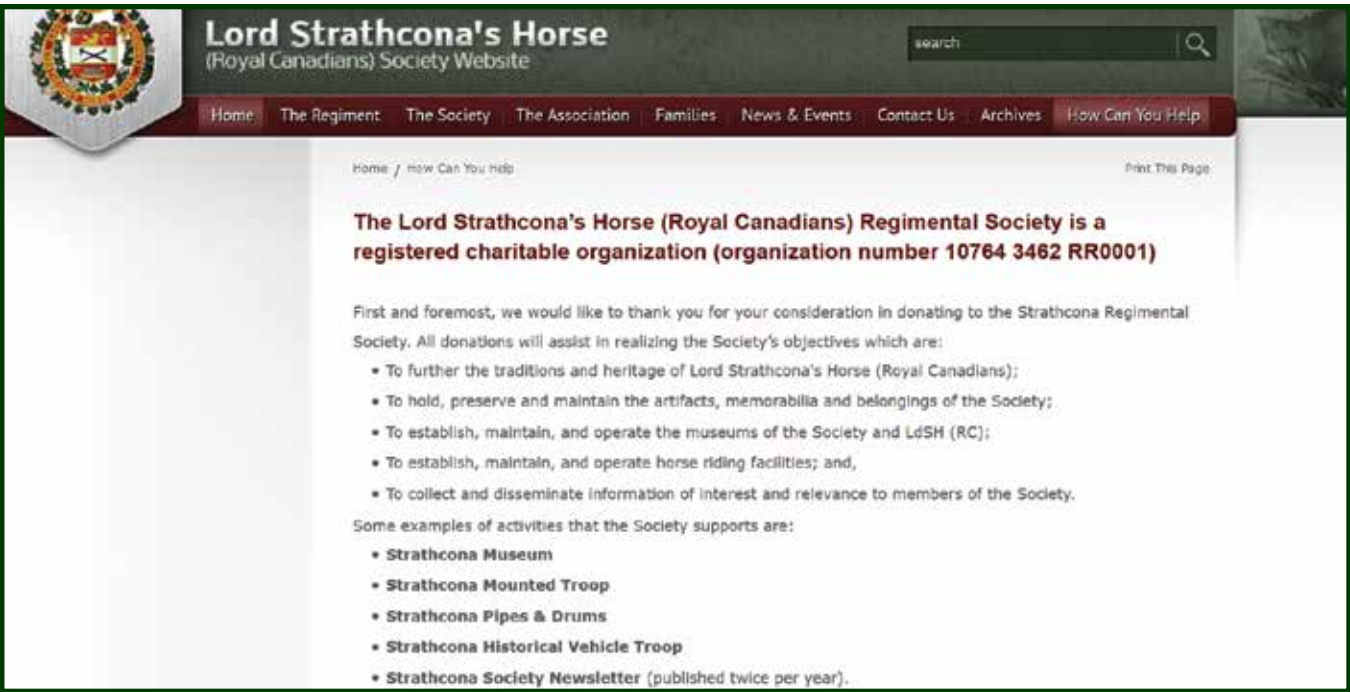 Lord Strathcona's Horse
(Royal Canadians) Society Website
search
Home The Regiment The Society The Association Families News & Events Contact Us Archives How Can You Help
Home / How Can You Help
Print This Page
The Lord Strathcona's Horse (Royal Canadians) Regimental Society is a
registered charitable organization (organization number 10764 3462 RR0001)
First and foremost, we would like to thank you for your consideration in donating to the Strathcona Regimental
Society. All donations will assist in realizing the Society's objectives which are:
• To further the traditions and heritage of Lord Strathcona's Horse (Royal Canadians);
• To hold, preserve and maintain the artifacts, memorabilia and belongings of the Society;
• To establish, maintain, and operate the museums of the Society and LdSH (RC);
• To establish, maintain, and operate horse riding facilities; and,
• To collect and disseminate information of interest and relevance to members of the Society.
Some examples of activities that the Society supports are:
• Strathcona Museum
• Strathcona Mounted Troop
• Strathcona Pipes & Drums
• Strathcona Historical Vehicle Troop
• Strathcona Society Newsletter (published twice per year).